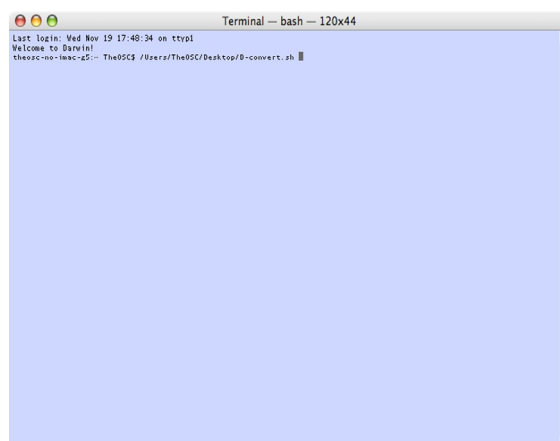 Terminal — bash — 120x44
Last login: Wed Nov 19 17:48:34 on ttyp1
Welcome to Darwin!
theosc-no-imac-g5:~ TheOSC$ /Users/TheOSC/Desktop/D-convert.sh